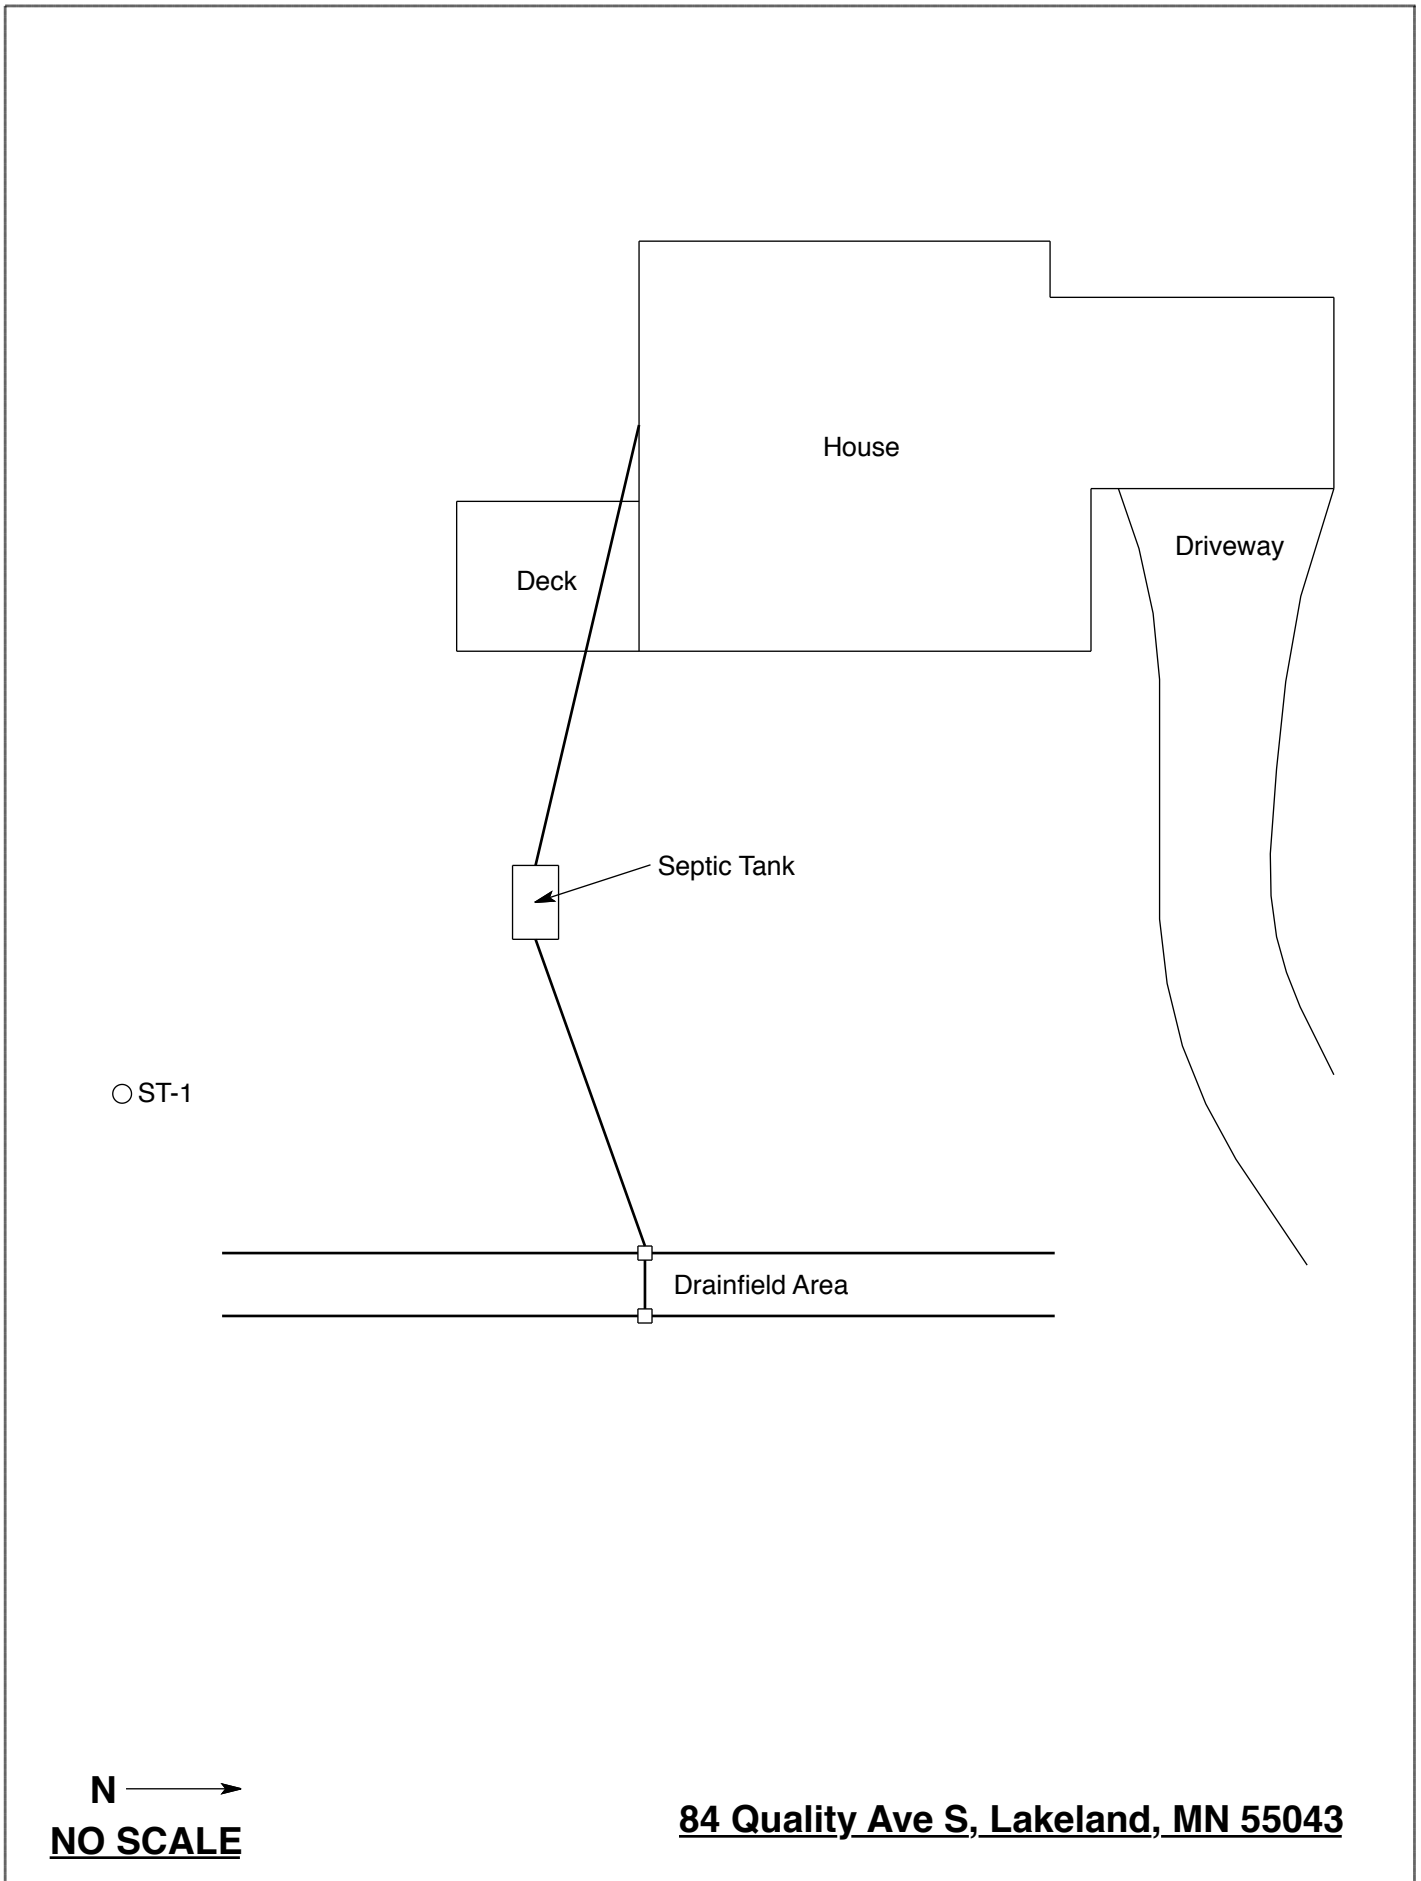 House
Driveway
Deck
Septic Tank
ST-1
Drainfield Area
N
NO SCALE
84 Quality Ave S, Lakeland, MN 55043